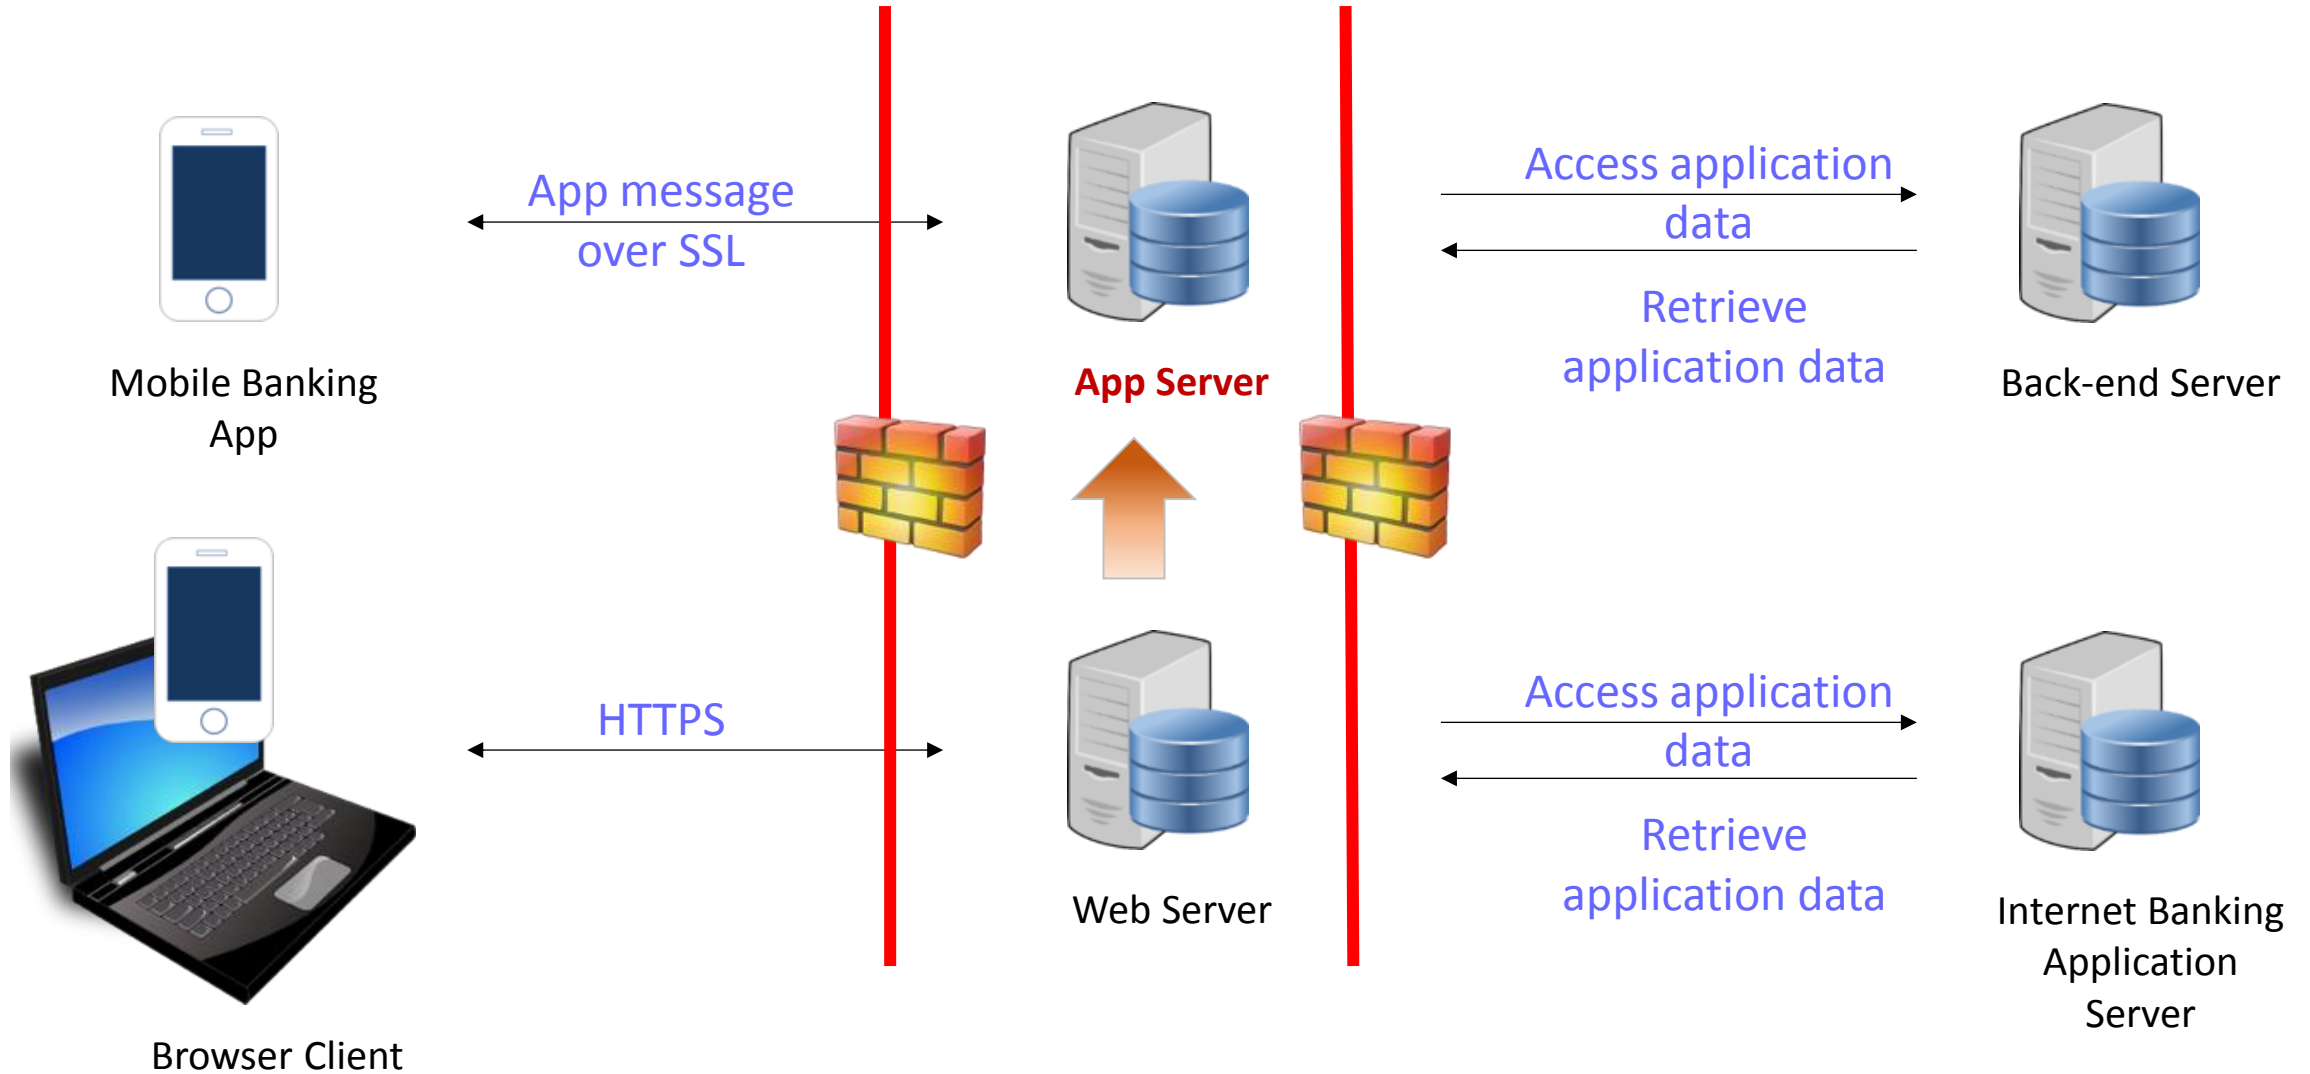 App message
over SSL
Access application
data
Retrieve
application data
Mobile Banking
App
App Server
Back-end Server
HTTPS
Access application
data
Retrieve
application data
Browser Client
Web Server
Internet Banking
Application
Server